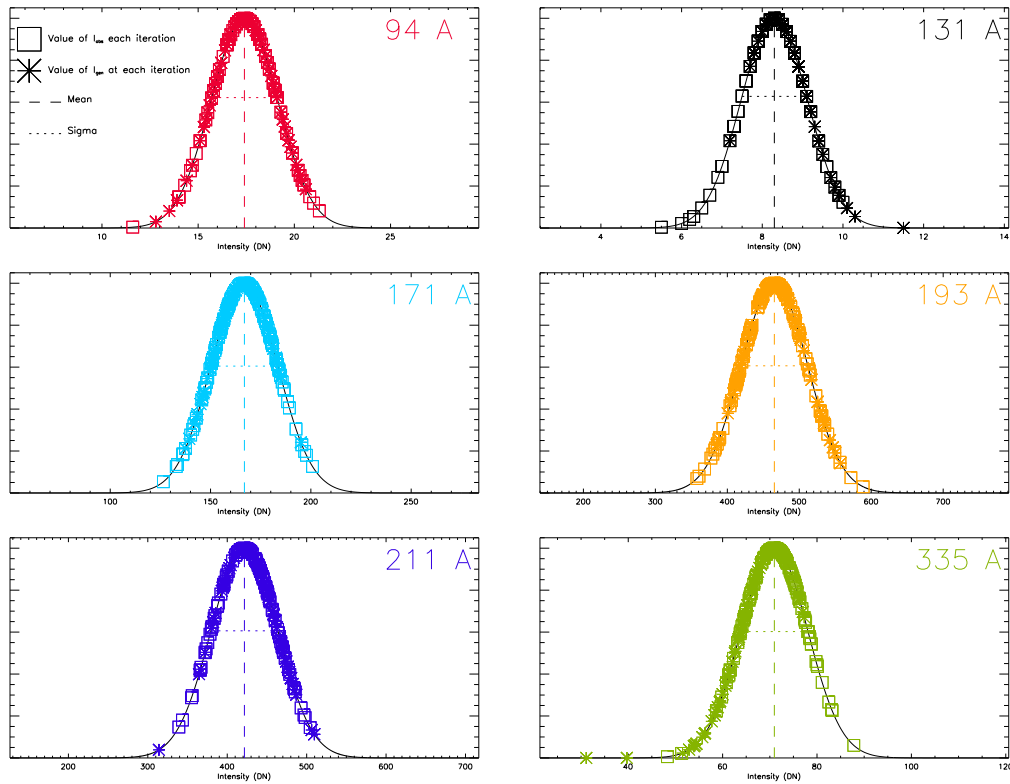 94 A
Value of I_obs each iteration
Value of I_gen at each iteration
Mean
Sigma
10 15 20 25
Intensity (DN)
131 A
4 6 8 10 12 14
Intensity (DN)
171 A
100 150 200 250
Intensity (DN)
193 A
200 300 400 500 600 700
Intensity (DN)
211 A
200 300 400 500 600 700
Intensity (DN)
335 A
40 60 80 100 120
Intensity (DN)